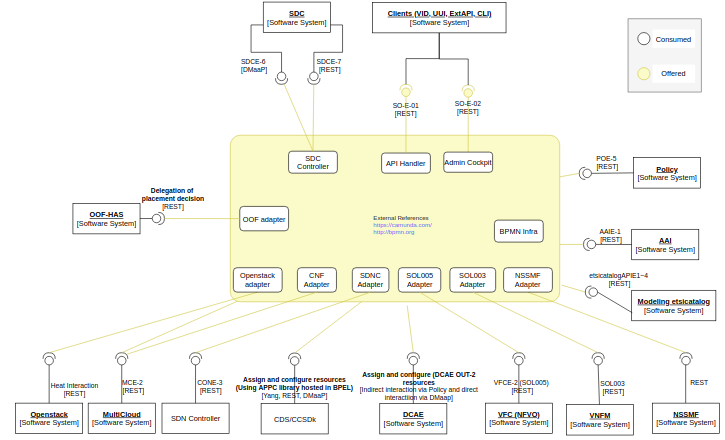 SDC
[Software System]
Clients (VID, UUI, ExtAPI, CLI)
[Software System]
Consumed
Offered
SDCE-6
[DMaaP]
SDCE-7
[REST]
SO-E-01
[REST]
SO-E-02
[REST]
SDC
Controller
API Handler
Admin Cockpit
POE-5
[REST]
Policy
[Software System]
Delegation of
placement decision
[REST]
OOF-HAS
[Software System]
OOF adapter
External References
https://camunda.com/
http://bpmn.org
BPMN Infra
AAIE-1
[REST]
AAI
[Software System]
etsicatalogAPIE1~4
[REST]
Modeling etsicatalog
[Software System]
Openstack
adapter
CNF
Adapter
SDNC
Adapter
SOL005
Adapter
SOL003
Adapter
NSSMF
Adapter
Heat Interaction
[REST]
MCE-2
[REST]
CONE-3
[REST]
Assign and configure resources
(Using APPC library hosted in BPEL)
[Yang, REST, DMaaP]
Assign and configure (DCAE OUT-2
resources
[Indirect interaction via Policy and direct
interactiion via DMaap]
VFCE-2 (SOL005)
[REST]
SOL003
[REST]
REST
Openstack
[Software System]
MultiCloud
[Software System]
SDN Controller
CDS/CCSDk
DCAE
[Software System]
VFC (NFVO)
[Software System]
VNFM
[Software System]
NSSMF
[Software System]